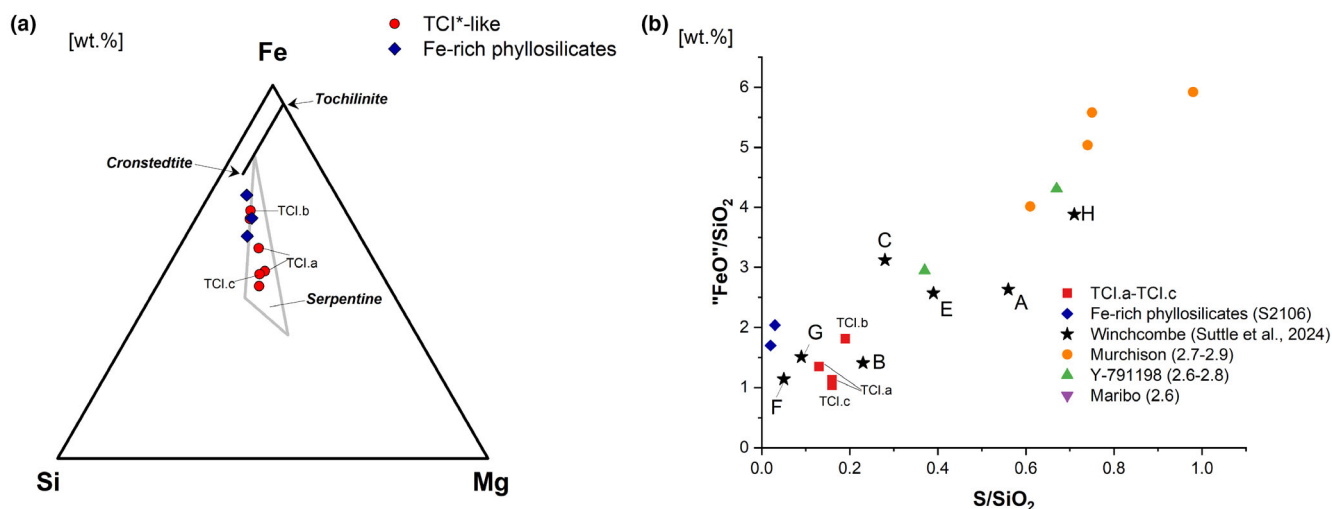 (a)
[wt.%]
TCI*-like
Fe-rich phyllosilicates
Fe
Tochilinite
Cronstedtite
TCI.b
TCI.a
TCI.c
Serpentine
Si
Mg
(b)
[wt.%]
"FeO"/SiO₂
6
5
4
3
2
1
0
0.0
0.2
0.4
0.6
0.8
1.0
S/SiO₂
H
C
E
A
G
TCI.b
B
F
TCI.c
TCI.a
TCI.a-TCI.c
Fe-rich phyllosilicates (S2106)
Winchcombe (Suttle et al., 2024)
Murchison (2.7-2.9)
Y-791198 (2.6-2.8)
Maribo (2.6)